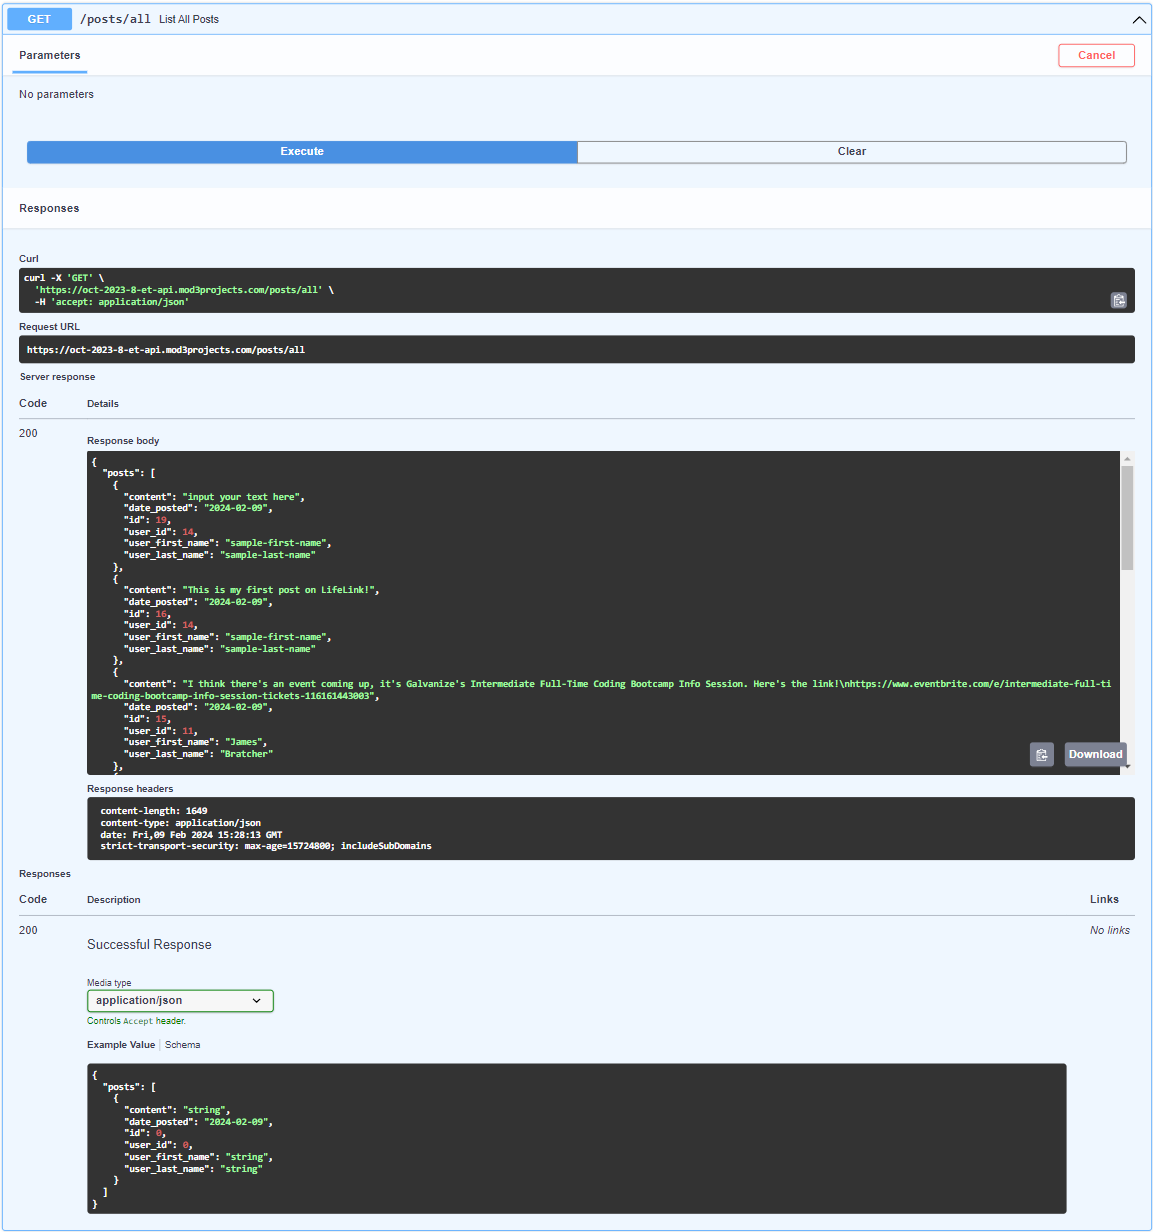 GET /posts/all List All Posts
Parameters
Cancel
No parameters
Execute
Clear
Responses
Curl
curl -X 'GET' \
  'https://oct-2023-8-et-api.mod3projects.com/posts/all' \
  -H 'accept: application/json'
Request URL
https://oct-2023-8-et-api.mod3projects.com/posts/all
Server response
Code Details
200
Response body
{
  "posts": [
    {
      "content": "input your text here",
      "date_posted": "2024-02-09",
      "id": 19,
      "user_id": 14,
      "user_first_name": "sample-first-name",
      "user_last_name": "sample-last-name"
    },
    {
      "content": "This is my first post on LifeLink!",
      "date_posted": "2024-02-09",
      "id": 16,
      "user_id": 14,
      "user_first_name": "sample-first-name",
      "user_last_name": "sample-last-name"
    },
    {
      "content": "I think there's an event coming up, it's Galvanize's Intermediate Full-Time Coding Bootcamp Info Session. Here's the link!\nhttps://www.eventbrite.com/e/intermediate-full-ti
me-coding-bootcamp-info-session-tickets-116161443003",
      "date_posted": "2024-02-09",
      "id": 15,
      "user_id": 11,
      "user_first_name": "James",
      "user_last_name": "Bratcher"
    },
Download
Response headers
content-length: 1649
content-type: application/json
date: Fri,09 Feb 2024 15:28:13 GMT
strict-transport-security: max-age=15724800; includeSubDomains
Responses
Code Description Links
200
Successful Response
No links
Media type
application/json
Controls Accept header.
Example Value Schema
{
  "posts": [
    {
      "content": "string",
      "date_posted": "2024-02-09",
      "id": 0,
      "user_id": 0,
      "user_first_name": "string",
      "user_last_name": "string"
    }
  ]
}